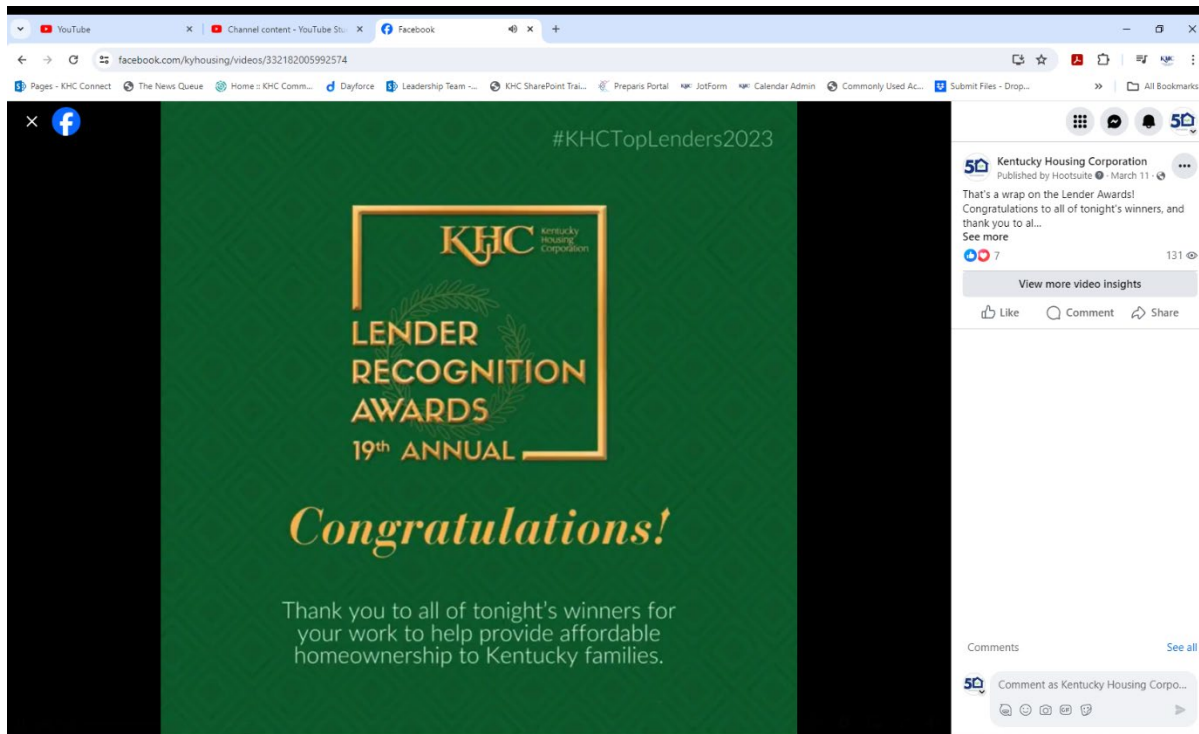 YouTube
Channel content - YouTube Stu
Facebook
facebook.com/kyhousing/videos/332182005992574
Pages - KHC Connect
The News Queue
Home :: KHC Comm...
Dayforce
Leadership Team -...
KHC SharePoint Trai...
Preparis Portal
JotForm
Calendar Admin
Commonly Used Ac...
Submit Files - Drop...
All Bookmarks
#KHCTopLenders2023
KHC Kentucky
Housing
Corporation
LENDER
RECOGNITION
AWARDS
19th ANNUAL
Congratulations!
Thank you to all of tonight's winners for
your work to help provide affordable
homeownership to Kentucky families.
Kentucky Housing Corporation
Published by Hootsuite · March 11 ·
That's a wrap on the Lender Awards!
Congratulations to all of tonight's winners, and
thank you to al...
See more
7
131
View more video insights
Like
Comment
Share
Comments
See all
Comment as Kentucky Housing Corpo...
GIF